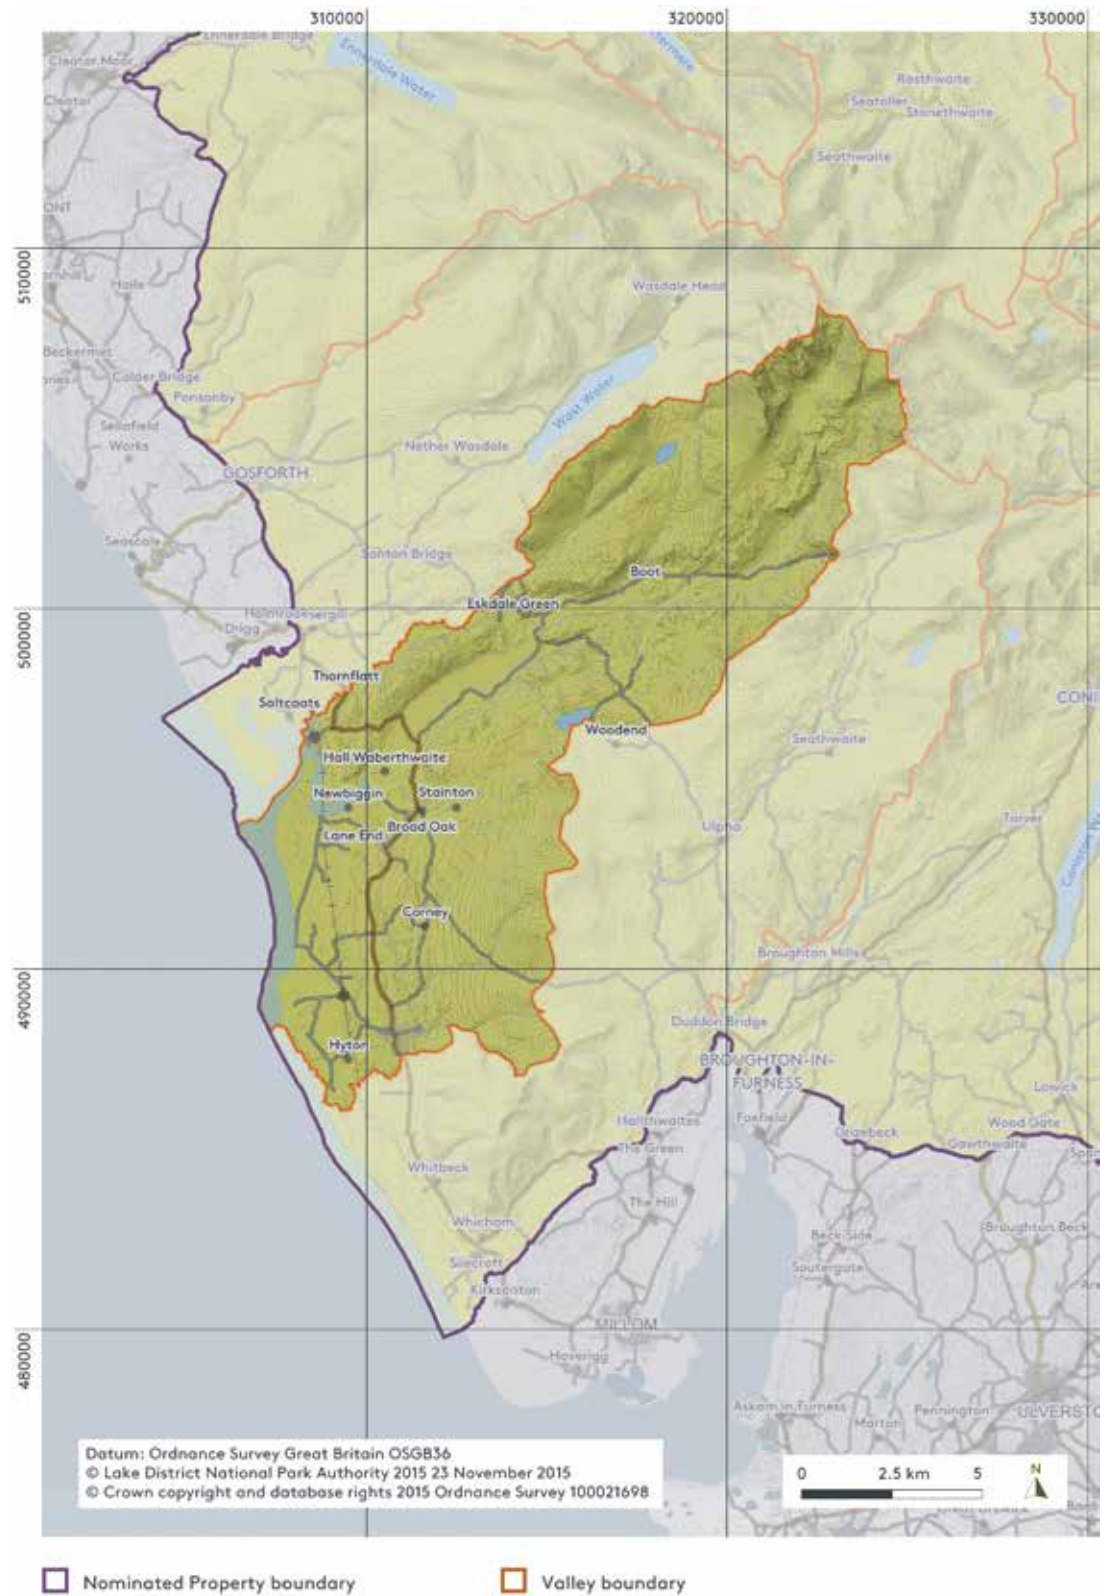 310000
320000
330000
Ennerdale Bridge
Cleator Moor
Ennerdale Water
Rosthwaite
Cleator
Seatoller
Stonethwaite
Seathwaite
510000
Haile
Wasdale Head
Beckermet
Calder Bridge
Ponsonby
Wast Water
Sellafield
Works
Nether Wasdale
GOSFORTH
Seascale
Santon Bridge
Boot
Eskdale Green
500000
Drigg
Thornflatt
Saltcoats
Woodend
Seathwaite
Hall Waberthwaite
Newbiggin
Stainton
Lane End
Broad Oak
Ulpha
Torver
Corney
Broughton Mills
490000
Duddon Bridge
Hyton
BROUGHTON-IN-
FURNESS
Lowick
Hallthwaites
Foxfield
Grizebeck
Wood Gate
Gawthwaite
The Green
Whitbeck
The Hill
Whicham
Beck Side
Broughton Beck
Silecroft
Soutergate
Kirksanton
480000
MILLOM
Haverigg
Askam in Furness
Marton
Pennington
Datum: Ordnance Survey Great Britain OSGB36
© Lake District National Park Authority 2015 23 November 2015
© Crown copyright and database rights 2015 Ordnance Survey 100021698
0 2.5 km 5
N
Nominated Property boundary
Valley boundary